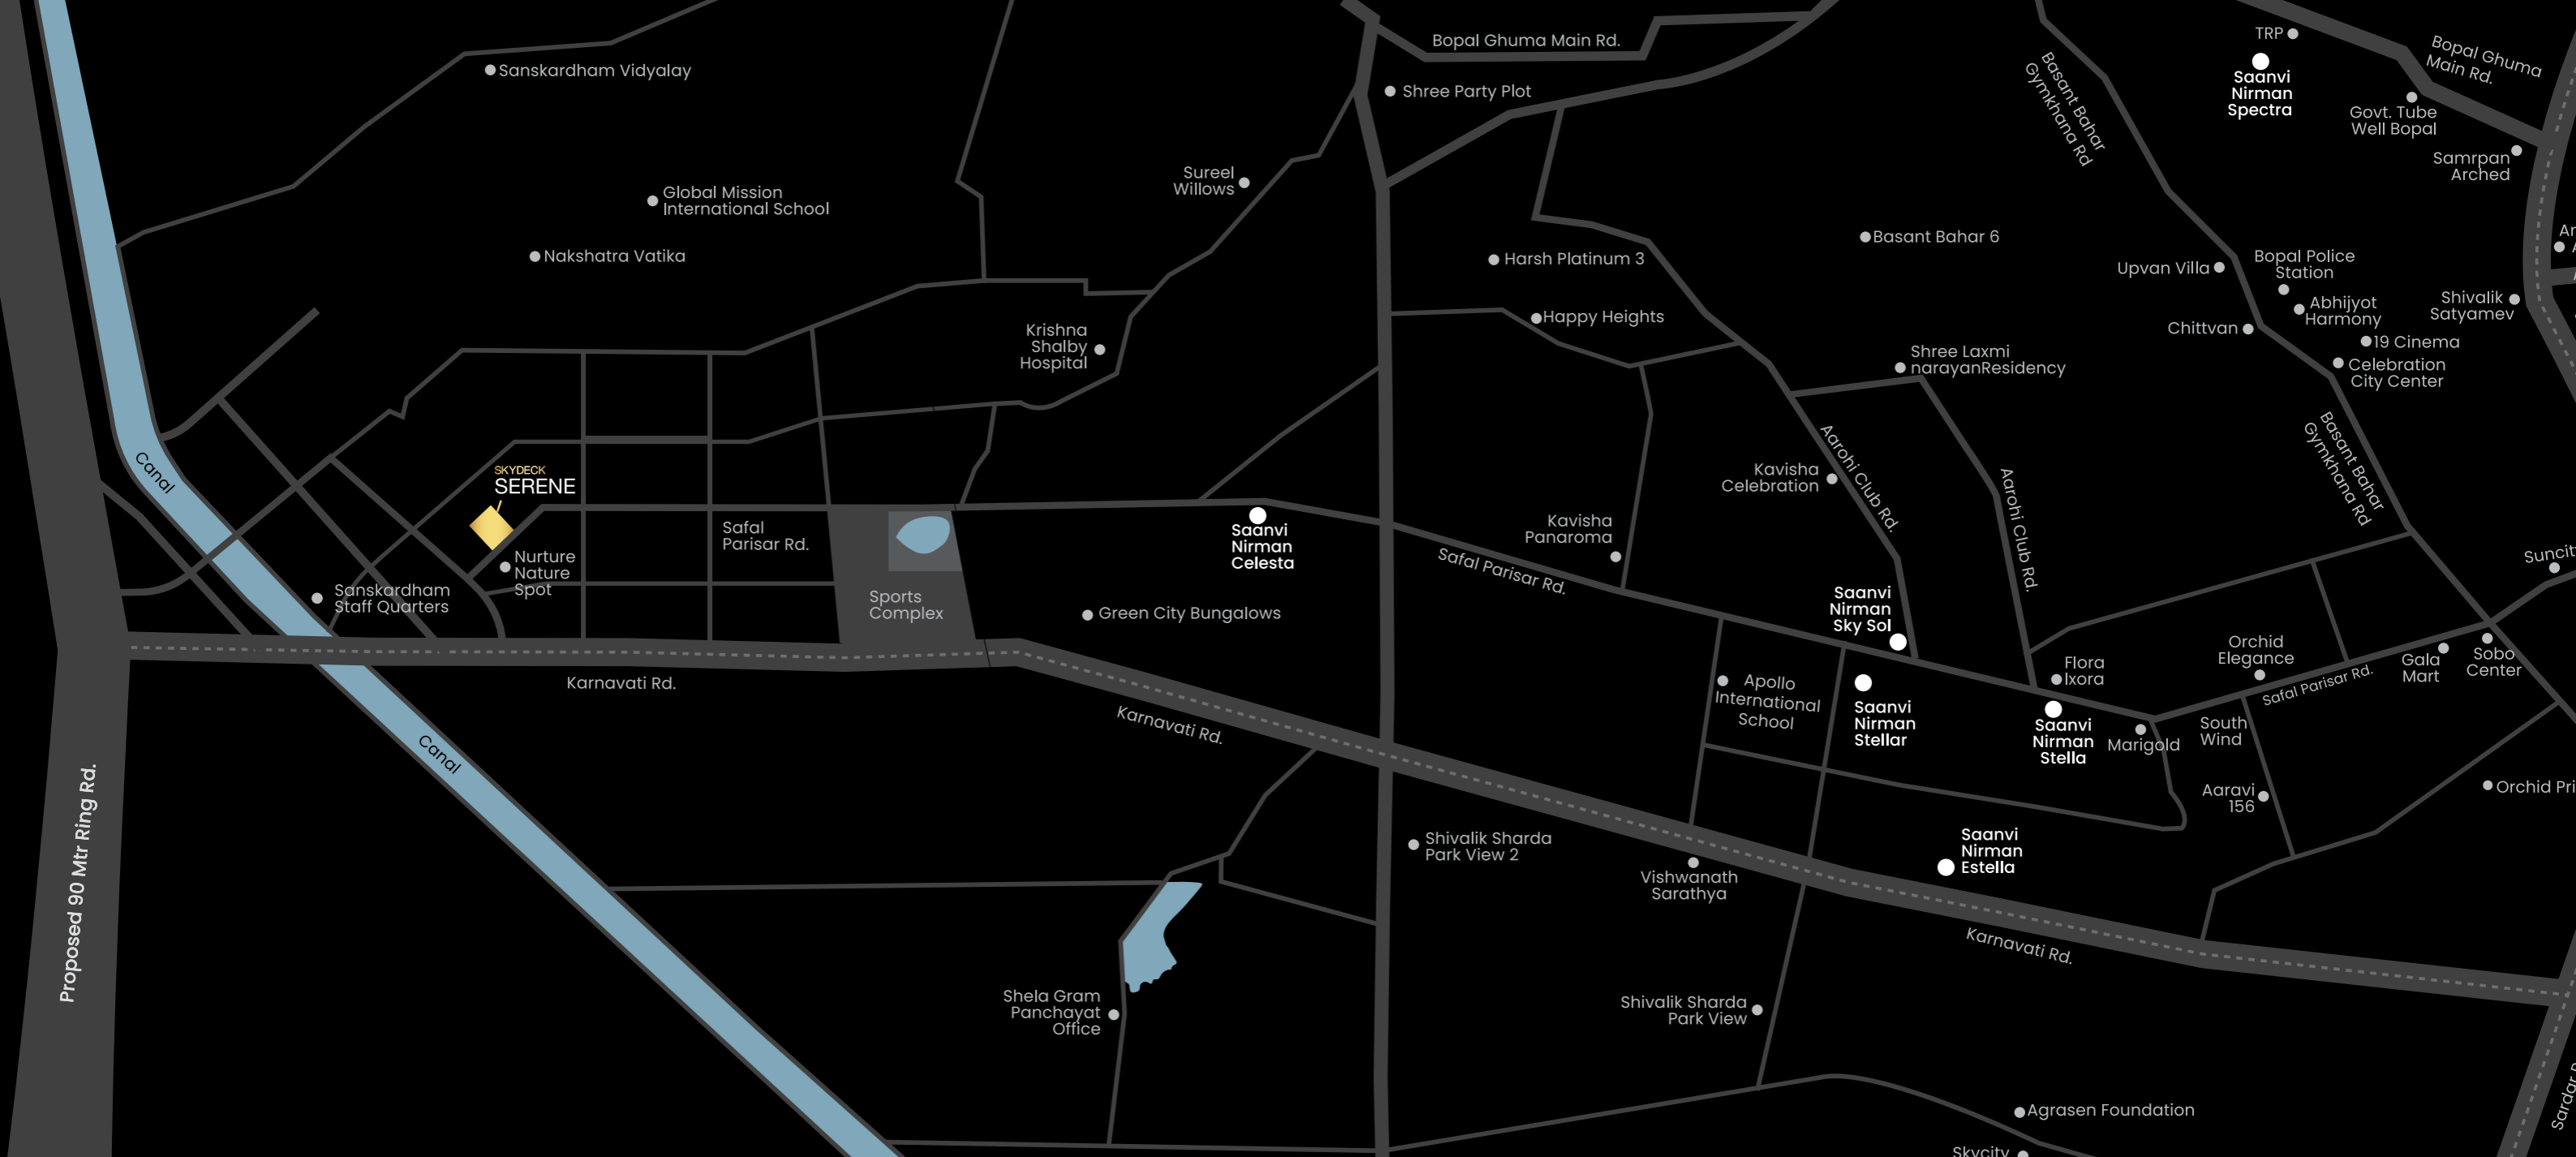 Bopal Ghuma Main Rd.
TRP
Saanvi
Nirman
Spectra
Bopal Ghuma
Main Rd.
Sanskardham Vidyalay
Shree Party Plot
Basant Bahar
Gymkhana Rd
Govt. Tube
Well Bopal
Samrpan
Arched
Sureel
Willows
Global Mission
International School
Nakshatra Vatika
Harsh Platinum 3
Basant Bahar 6
Upvan Villa
Bopal Police
Station
Abhijyot
Harmony
Shivalik
Satyamev
Happy Heights
Chittvan
19 Cinema
Celebration
City Center
Krishna
Shalby
Hospital
Shree Laxmi
narayanResidency
Basant Bahar
Gymkhana Rd
Canal
SKYDECK
SERENE
Kavisha
Celebration
Aarohi Club Rd.
Aarohi Club Rd.
Safal
Parisar Rd.
Saanvi
Nirman
Celesta
Kavisha
Panaroma
Safal Parisar Rd.
Nurture
Nature
Spot
Sanskardham
Staff Quarters
Sports
Complex
Green City Bungalows
Saanvi
Nirman
Sky Sol
Orchid
Elegance
Gala
Mart
Sobo
Center
Flora
Ixora
Safal Parisar Rd.
Karnavati Rd.
Karnavati Rd.
Apollo
International
School
Saanvi
Nirman
Stellar
Saanvi
Nirman
Stella
Marigold
South
Wind
Canal
Aaravi
156
Proposed 90 Mtr Ring Rd.
Shivalik Sharda
Park View 2
Vishwanath
Sarathya
Saanvi
Nirman
Estella
Karnavati Rd.
Shela Gram
Panchayat
Office
Shivalik Sharda
Park View
Agrasen Foundation
Skycity
Orchid
Sardar